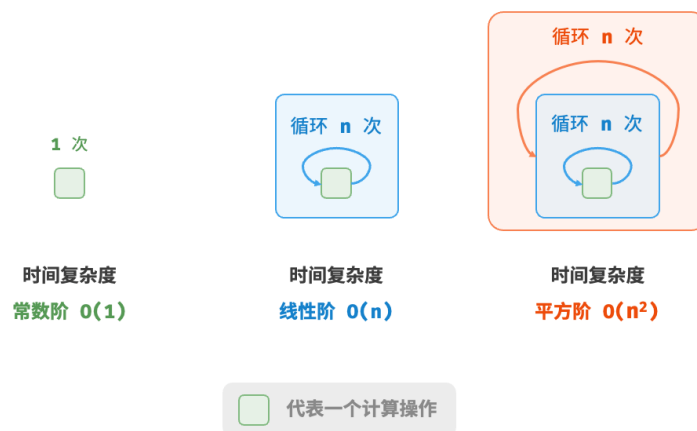 1 次
时间复杂度
常数阶 O(1)
循环 n 次
时间复杂度
线性阶 O(n)
循环 n 次
循环 n 次
时间复杂度
平方阶 O(n²)
代表一个计算操作